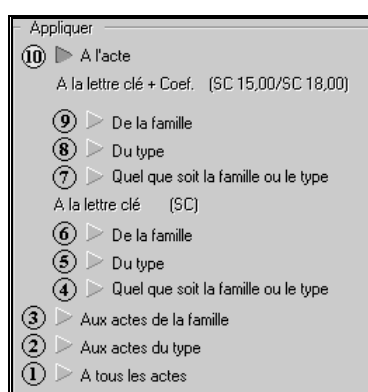 Appliquer
10 A l'acte
A la lettre clé + Coef. (SC 15,00/SC 18,00)
9 De la famille
8 Du type
7 Quel que soit la famille ou le type
A la lettre clé (SC)
6 De la famille
5 Du type
4 Quel que soit la famille ou le type
3 Aux actes de la famille
2 Aux actes du type
1 A tous les actes